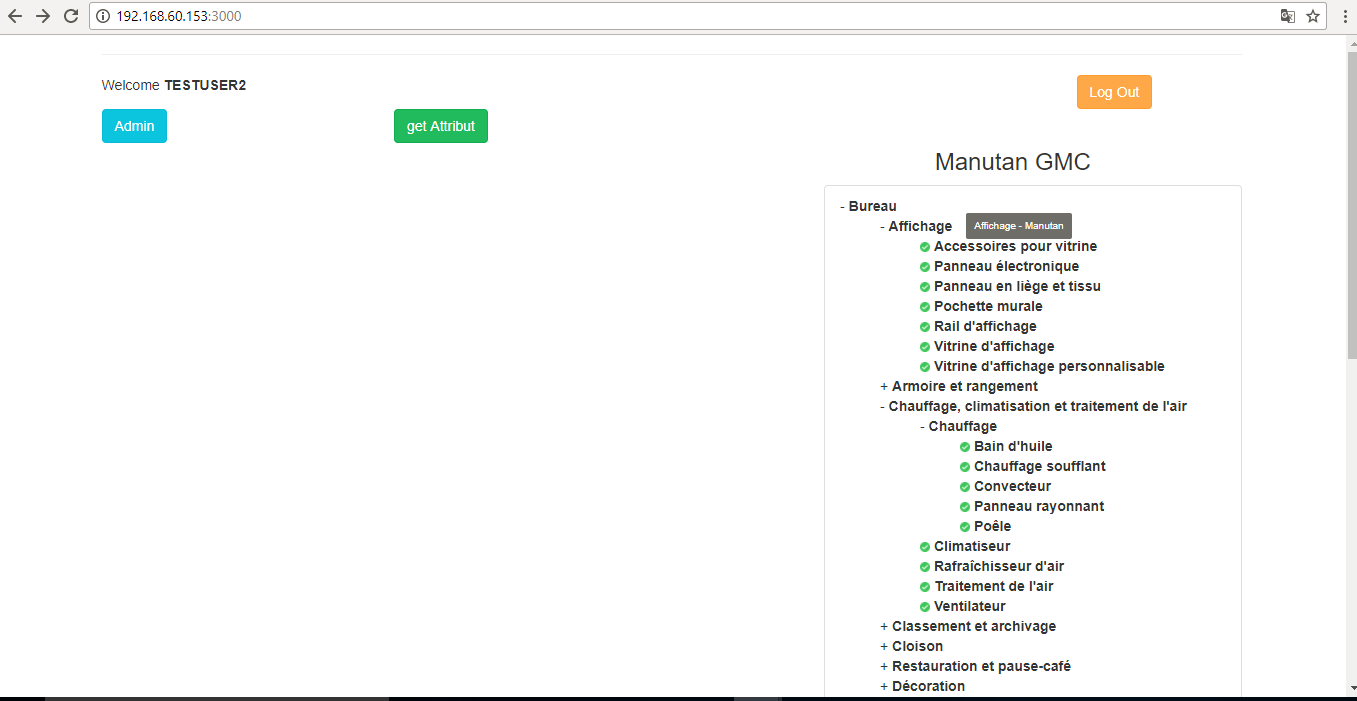 192.168.60.153:3000
Welcome TESTUSER2
Log Out
Admin
get Attribut
Manutan GMC
- Bureau
- Affichage
Affichage - Manutan
Accessoires pour vitrine
Panneau électronique
Panneau en liège et tissu
Pochette murale
Rail d'affichage
Vitrine d'affichage
Vitrine d'affichage personnalisable
+ Armoire et rangement
- Chauffage, climatisation et traitement de l'air
- Chauffage
Bain d'huile
Chauffage soufflant
Convecteur
Panneau rayonnant
Poêle
Climatiseur
Rafraîchisseur d'air
Traitement de l'air
Ventilateur
+ Classement et archivage
+ Cloison
+ Restauration et pause-café
+ Décoration